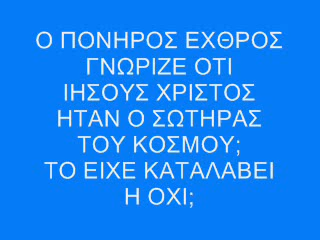 Ο ΠΟΝΗΡΟΣ ΕΧΘΡΟΣ
ΓΝΩΡΙΖΕ ΟΤΙ
ΙΗΣΟΥΣ ΧΡΙΣΤΟΣ
ΗΤΑΝ Ο ΣΩΤΗΡΑΣ
ΤΟΥ ΚΟΣΜΟΥ;
ΤΟ ΕΙΧΕ ΚΑΤΑΛΑΒΕΙ
Η ΟΧΙ;